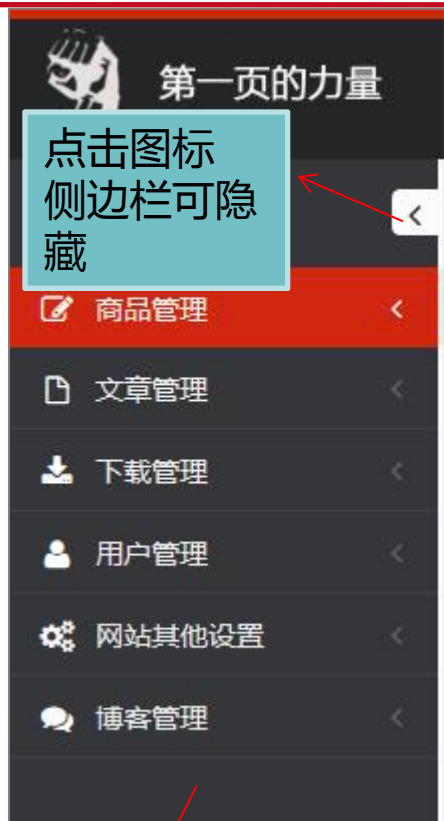 第一页的力量
点击图标
侧边栏可隐
藏
商品管理
文章管理
下载管理
用户管理
网站其他设置
博客管理